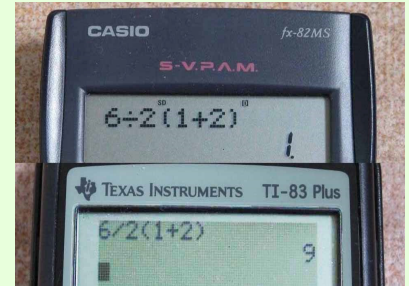 CASIO fx-82MS
S-V.P.A.M.
SD D
6÷2(1+2)
1.
TEXAS INSTRUMENTS TI-83 Plus
6/2(1+2)
9